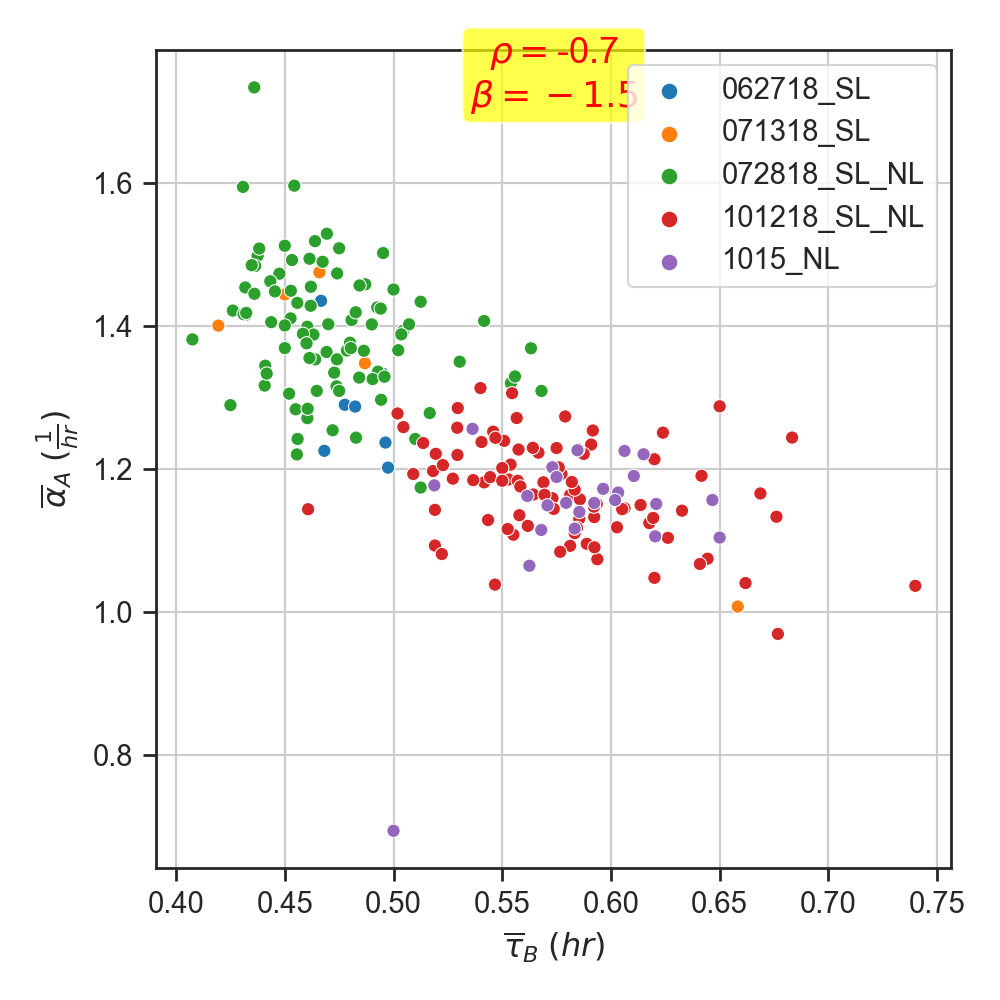 ρ = -0.7
β = −1.5
062718_SL
071318_SL
072818_SL_NL
101218_SL_NL
1015_NL
1.6
1.4
1.2
1.0
0.8
α̅_A (1/hr)
0.40 0.45 0.50 0.55 0.60 0.65 0.70 0.75
τ̅_B (hr)